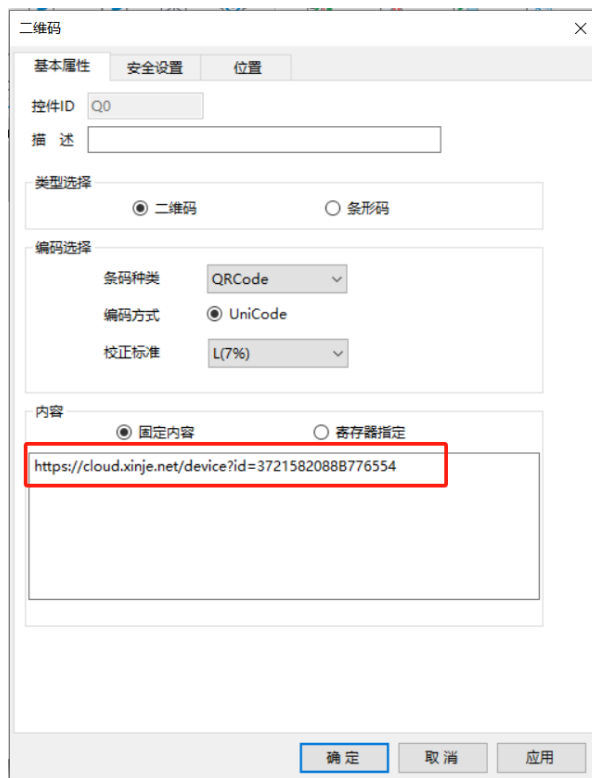 二维码
基本属性 安全设置 位置
控件ID Q0
描 述
类型选择
二维码 条形码
编码选择
条码种类 QRCode
编码方式 UniCode
校正标准 L(7%)
内容
固定内容 寄存器指定
https://cloud.xinje.net/device?id=3721582088B776554
确 定 取 消 应用